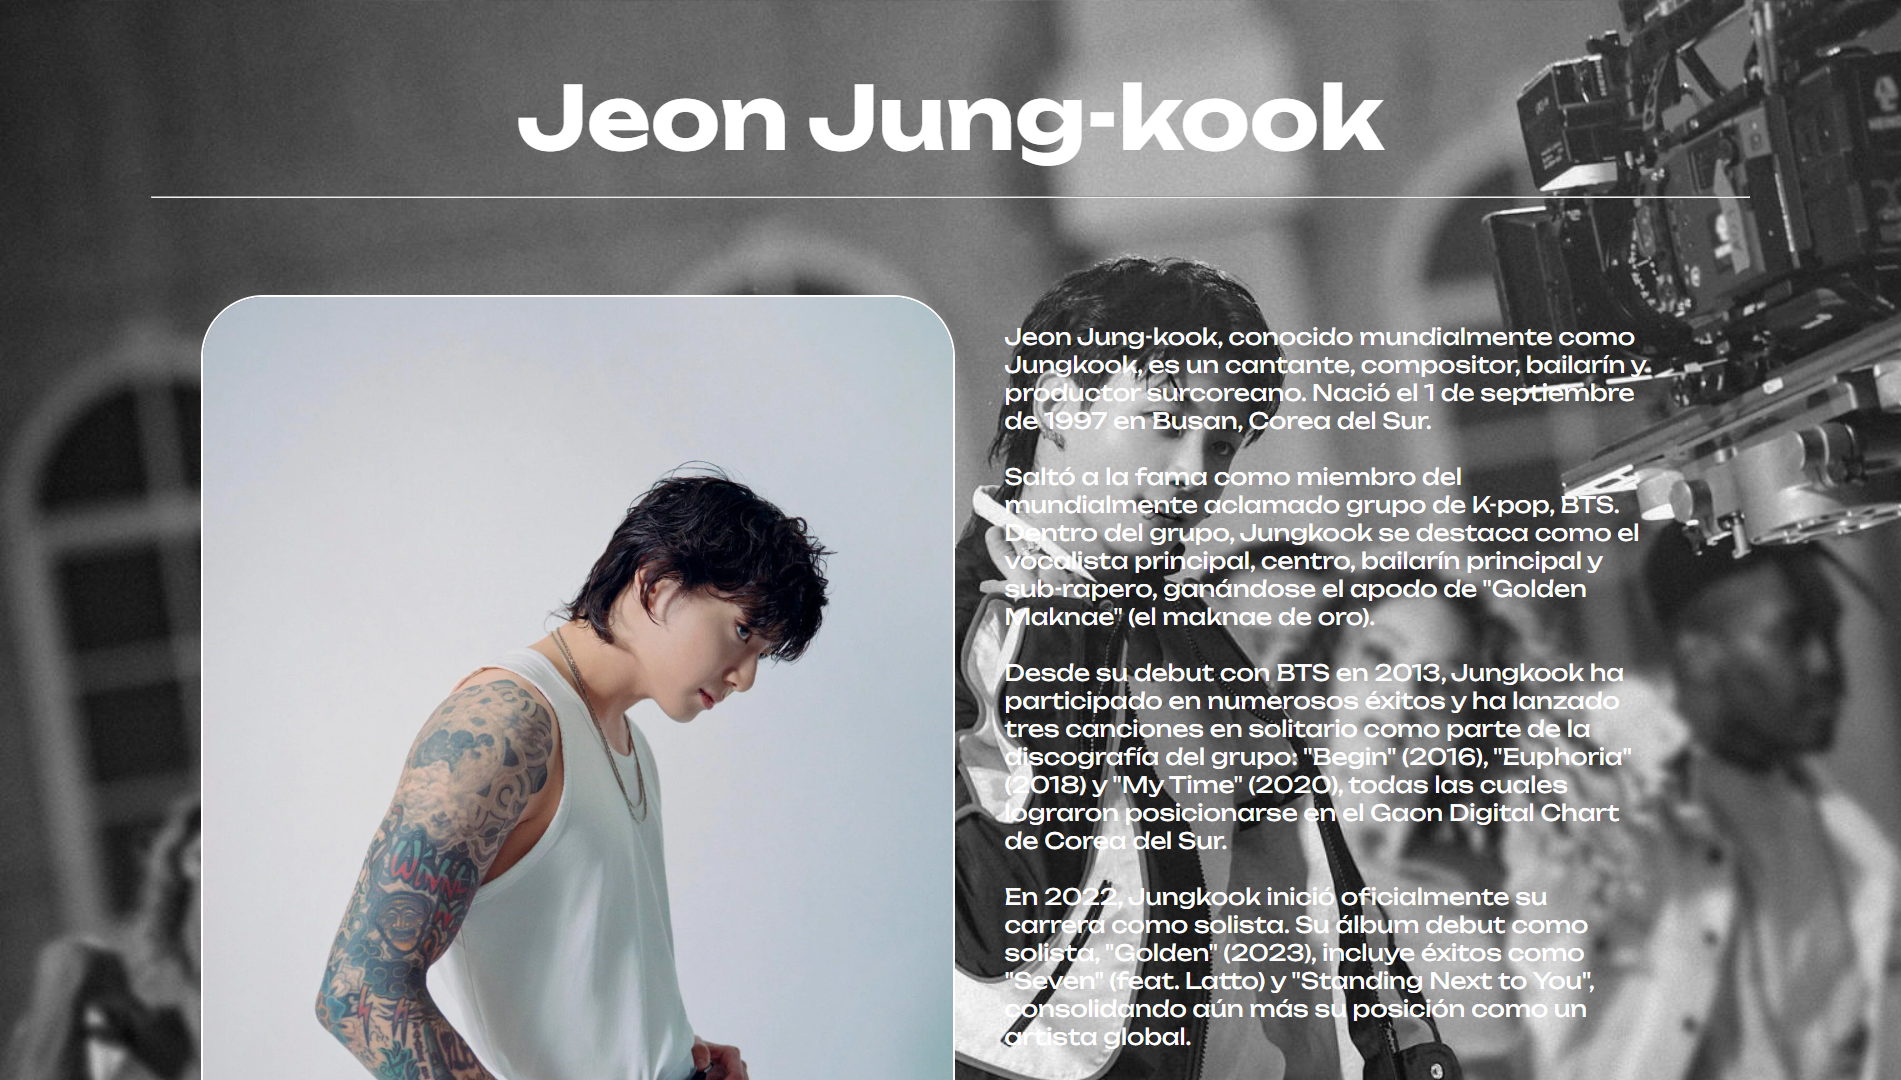 Jeon Jung-kook
Jeon Jung-kook, conocido mundialmente como
Jungkook, es un cantante, compositor, bailarín y
productor surcoreano. Nació el 1 de septiembre
de 1997 en Busan, Corea del Sur.
Saltó a la fama como miembro del
mundialmente aclamado grupo de K-pop, BTS.
Dentro del grupo, Jungkook se destaca como el
vocalista principal, centro, bailarín principal y
sub-rapero, ganándose el apodo de "Golden
Maknae" (el maknae de oro).
Desde su debut con BTS en 2013, Jungkook ha
participado en numerosos éxitos y ha lanzado
tres canciones en solitario como parte de la
discografía del grupo: "Begin" (2016), "Euphoria"
(2018) y "My Time" (2020), todas las cuales
lograron posicionarse en el Gaon Digital Chart
de Corea del Sur.
En 2022, Jungkook inició oficialmente su
carrera como solista. Su álbum debut como
solista, "Golden" (2023), incluye éxitos como
"Seven" (feat. Latto) y "Standing Next to You",
consolidando aún más su posición como un
artista global.